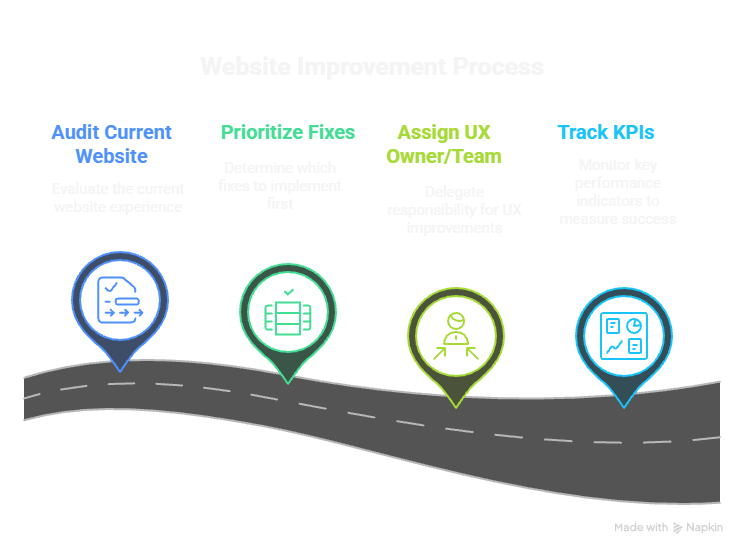 Website Improvement Process
Audit Current
Website
Evaluate the current
website experience
Prioritize Fixes
Determine which
fixes to implement
first
Assign UX
Owner/Team
Delegate
responsibility for UX
improvements
Track KPIs
Monitor key
performance
indicators to
measure success
Made with Napkin